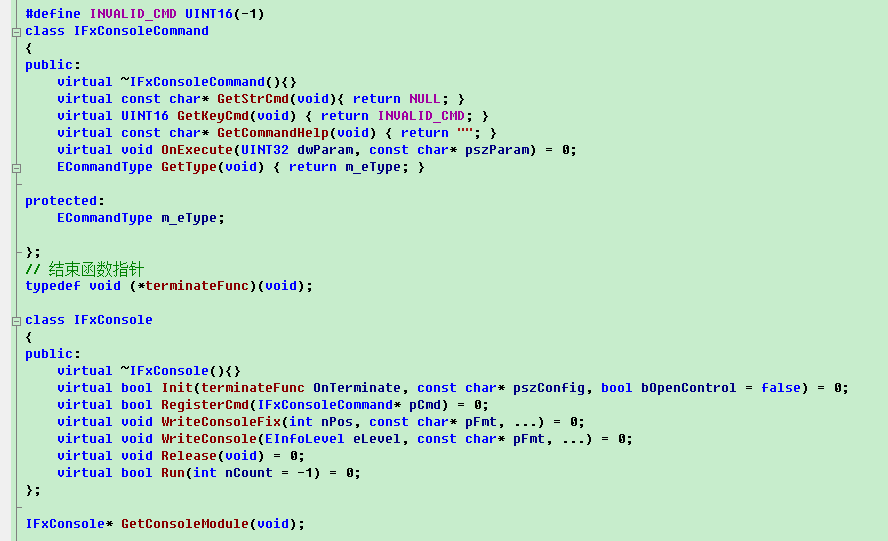 #define INVALID_CMD UINT16(-1)
class IFxConsoleCommand
{
public:
    virtual ~IFxConsoleCommand(){}
    virtual const char* GetStrCmd(void){ return NULL; }
    virtual UINT16 GetKeyCmd(void) { return INVALID_CMD; }
    virtual const char* GetCommandHelp(void) { return ""; }
    virtual void OnExecute(UINT32 dwParam, const char* pszParam) = 0;
    ECommandType GetType(void) { return m_eType; }

protected:
    ECommandType m_eType;

};
// 结束函数指针
typedef void (*terminateFunc)(void);

class IFxConsole
{
public:
    virtual ~IFxConsole(){}
    virtual bool Init(terminateFunc OnTerminate, const char* pszConfig, bool bOpenControl = false) = 0;
    virtual bool RegisterCmd(IFxConsoleCommand* pCmd) = 0;
    virtual void WriteConsoleFix(int nPos, const char* pFmt, ...) = 0;
    virtual void WriteConsole(EInfoLevel eLevel, const char* pFmt, ...) = 0;
    virtual void Release(void) = 0;
    virtual bool Run(int nCount = -1) = 0;
};

IFxConsole* GetConsoleModule(void);